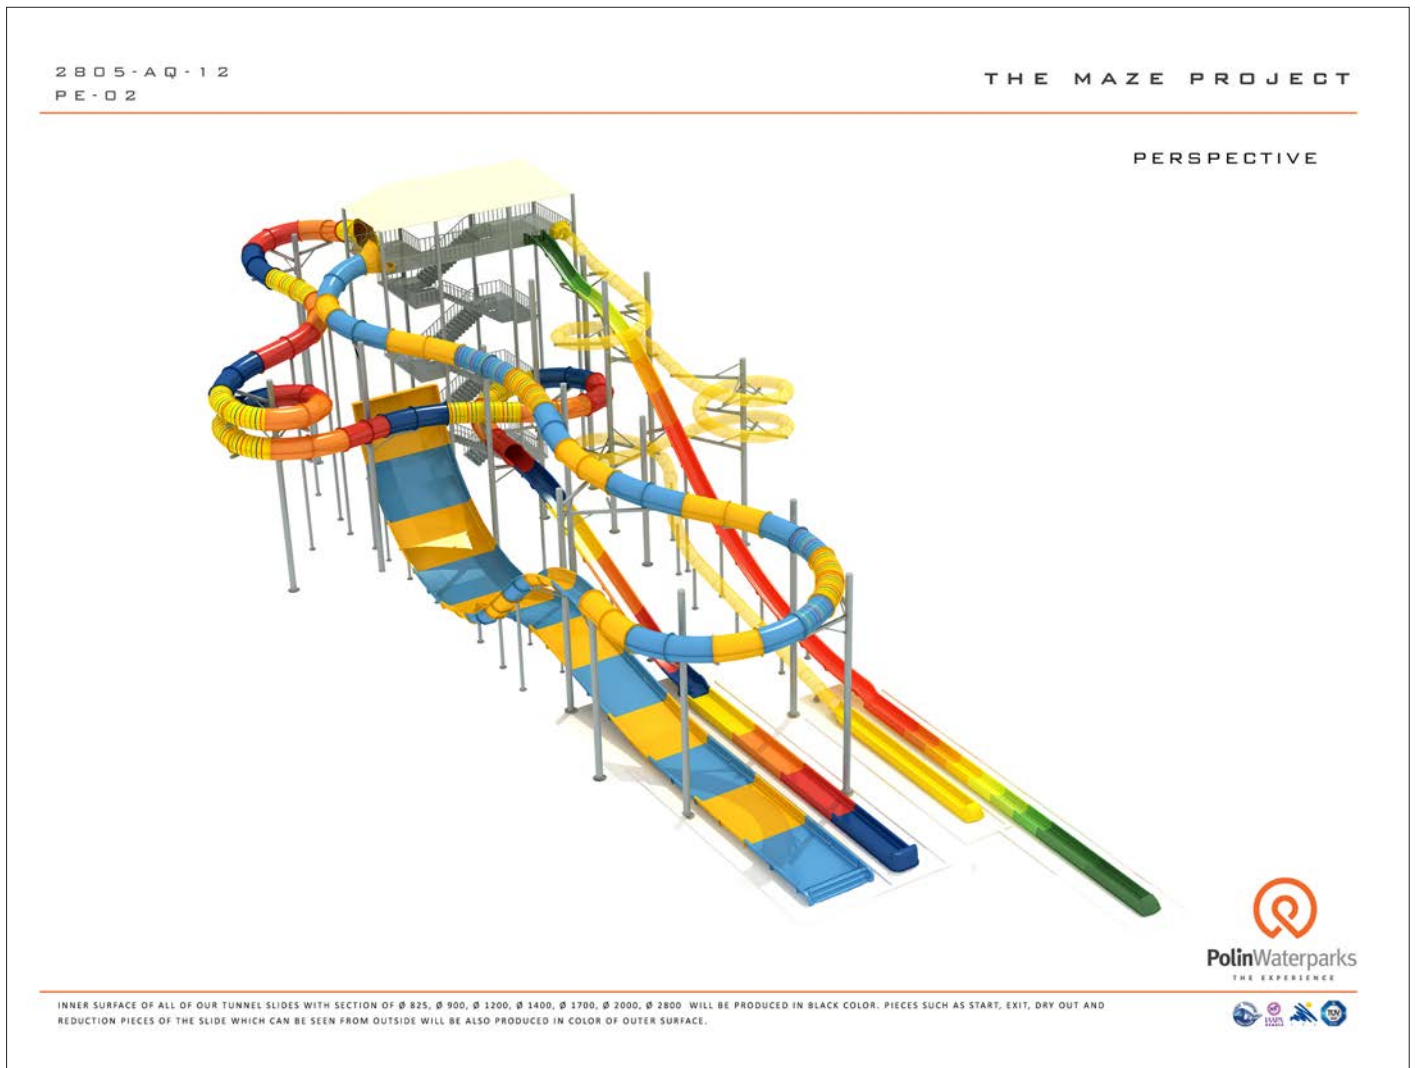 2805-AQ-12
PE-02
THE MAZE PROJECT
PERSPECTIVE
PolinWaterparks
THE EXPERIENCE
INNER SURFACE OF ALL OF OUR TUNNEL SLIDES WITH SECTION OF Ø 825, Ø 900, Ø 1200, Ø 1400, Ø 1700, Ø 2000, Ø 2800 WILL BE PRODUCED IN BLACK COLOR. PIECES SUCH AS START, EXIT, DRY OUT AND
REDUCTION PIECES OF THE SLIDE WHICH CAN BE SEEN FROM OUTSIDE WILL BE ALSO PRODUCED IN COLOR OF OUTER SURFACE.
TÜV